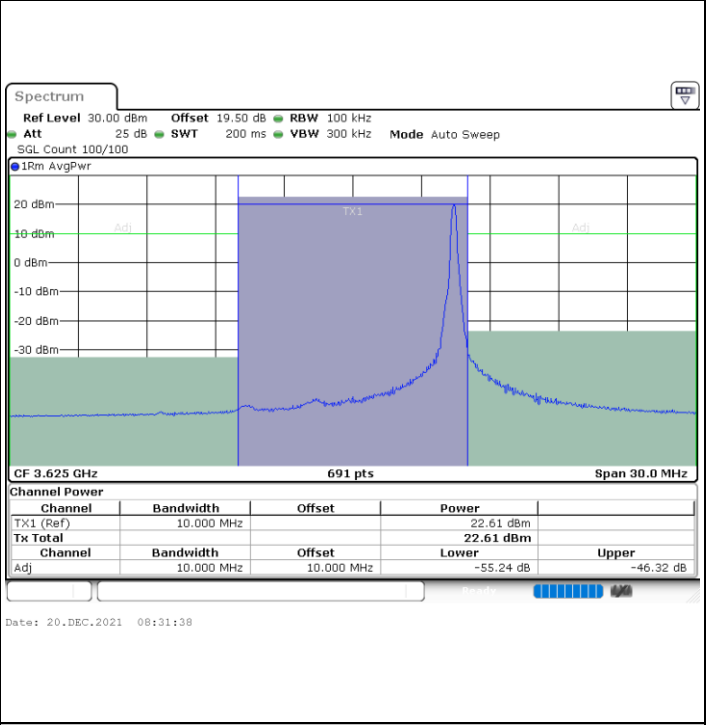 Spectrum
Ref Level 30.00 dBm Offset 19.50 dB RBW 100 kHz
Att 25 dB SWT 200 ms VBW 300 kHz Mode Auto Sweep
SGL Count 100/100
1Rm AvgPwr
20 dBm
TX1
10 dBm
Adj
Adj
0 dBm
-10 dBm
-20 dBm
-30 dBm
CF 3.625 GHz 691 pts Span 30.0 MHz
Channel Power
Channel Bandwidth Offset Power
TX1 (Ref) 10.000 MHz 22.61 dBm
Tx Total 22.61 dBm
Channel Bandwidth Offset Lower Upper
Adj 10.000 MHz 10.000 MHz -55.24 dB -46.32 dB
Ready
Date: 20.DEC.2021 08:31:38